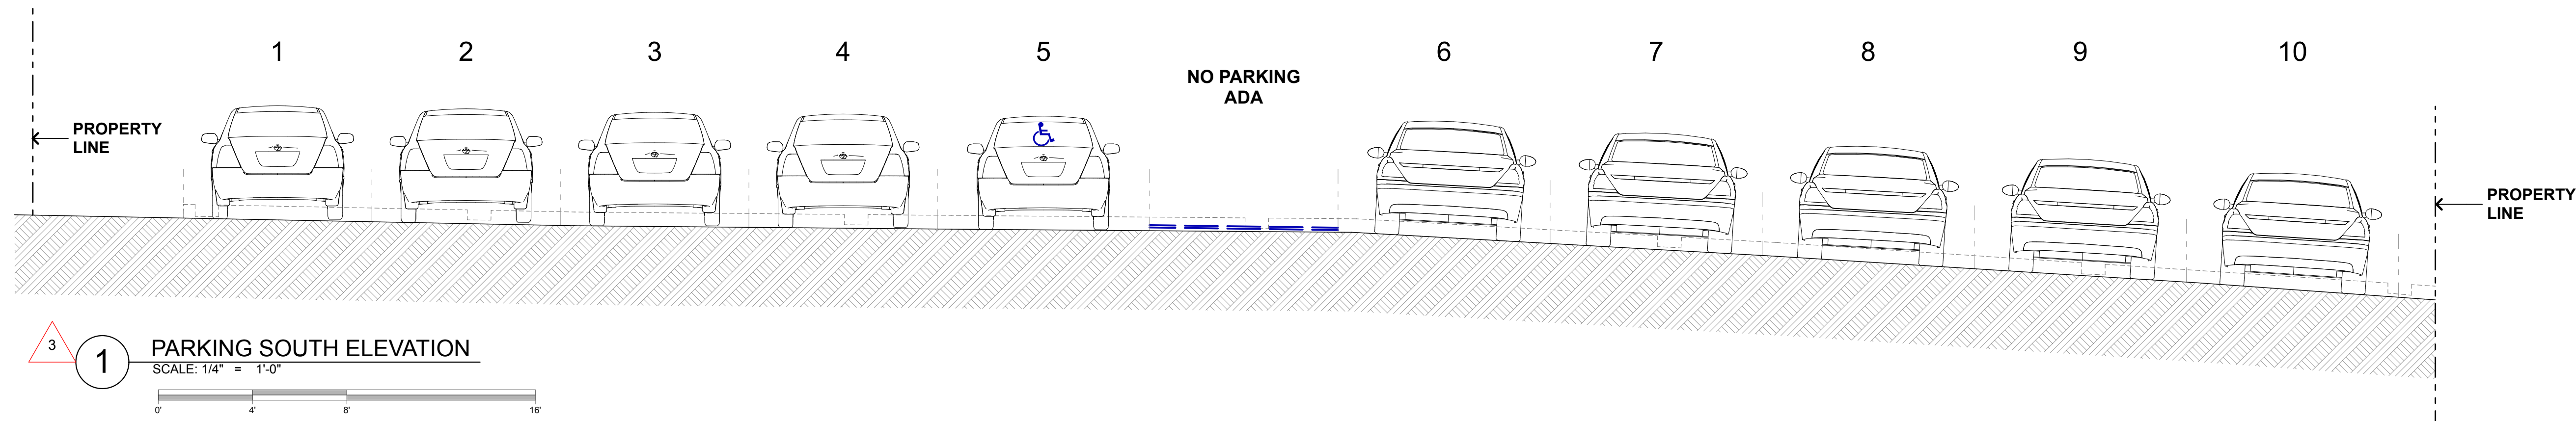 1 2 3 4 5 6 7 8 9 10
NO PARKING
ADA
PROPERTY
LINE
PROPERTY
LINE
3
1
PARKING SOUTH ELEVATION
SCALE: 1/4" = 1'-0"
0' 4' 8' 16'